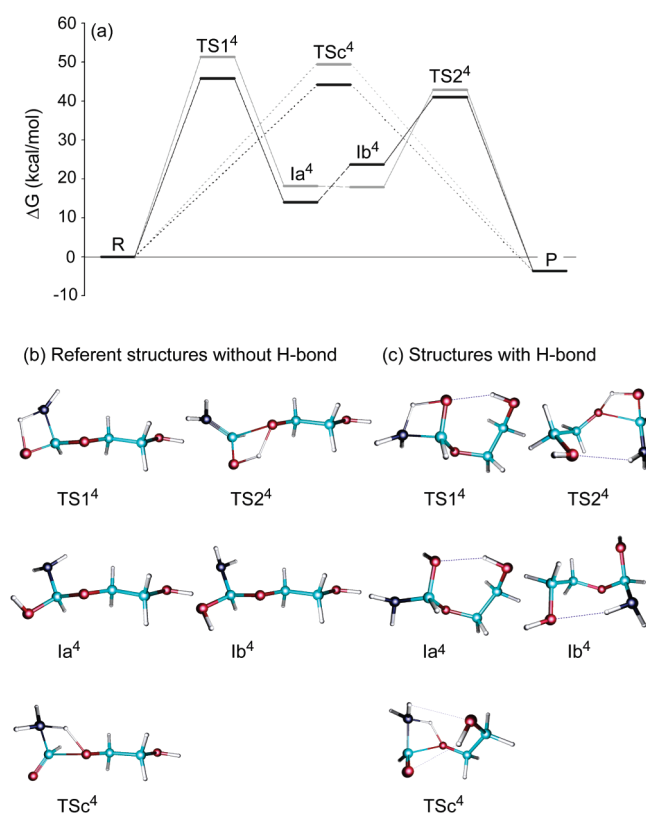 60
50
40
30
20
10
0
-10
ΔG (kcal/mol)
(a)
TS1⁴
TSc⁴
TS2⁴
Ia⁴
Ib⁴
R
P
(b) Referent structures without H-bond
(c) Structures with H-bond
TS1⁴
TS2⁴
TS1⁴
TS2⁴
Ia⁴
Ib⁴
Ia⁴
Ib⁴
TSc⁴
TSc⁴